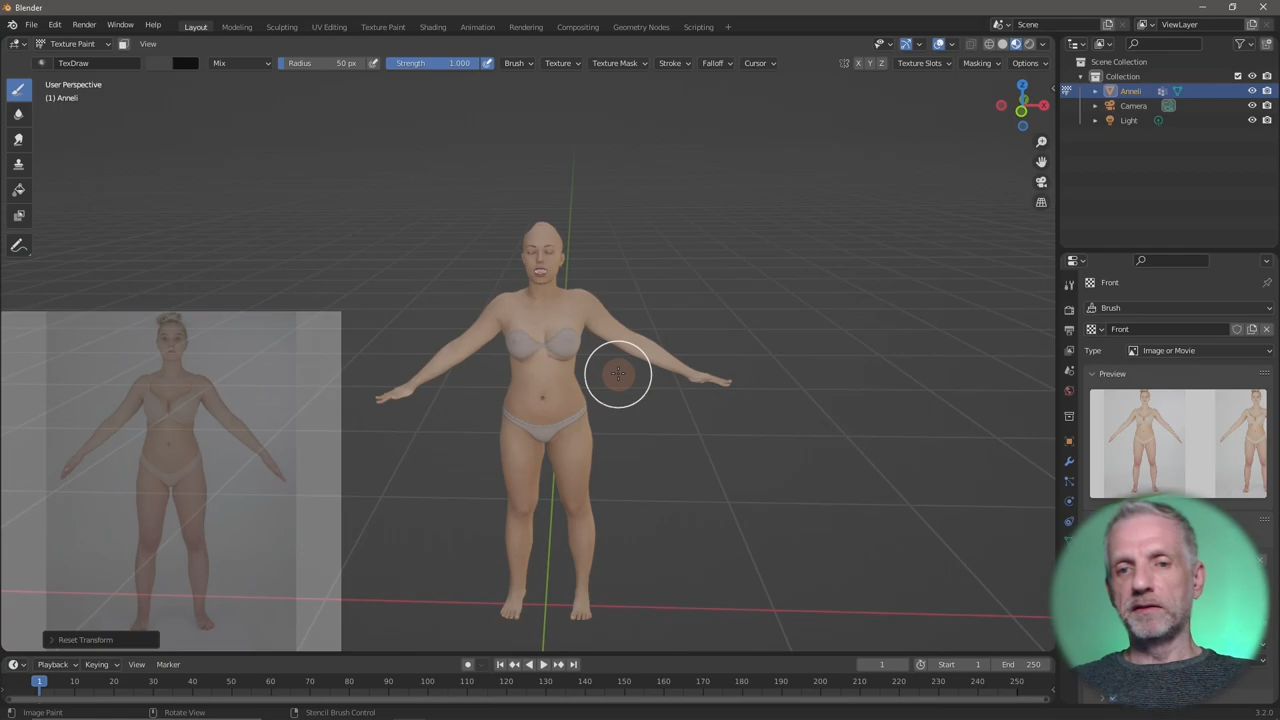 Blender
File Edit Render Window Help Layout Modeling Sculpting UV Editing Texture Paint Shading Animation Rendering Compositing Geometry Nodes Scripting + Scene ViewLayer
Texture Paint View
TexDraw Mix Radius 50 px Strength 1.000 Brush Texture Texture Mask Stroke Falloff Cursor X Y Z Texture Slots Masking Options
User Perspective
(1) Anneli
Z
Scene Collection
Collection
Anneli
Camera
Light
Front
Brush
Front
Type Image or Movie
Preview
Reset Transform
Playback Keying View Marker 1 Start 1 End 250
1 10 20 30 40 50 60 70 80 90 100 110 120 130 140 150 160 170 180 190 200 210 220 230 240 250
Image Paint Rotate View Stencil Brush Control 3.2.0